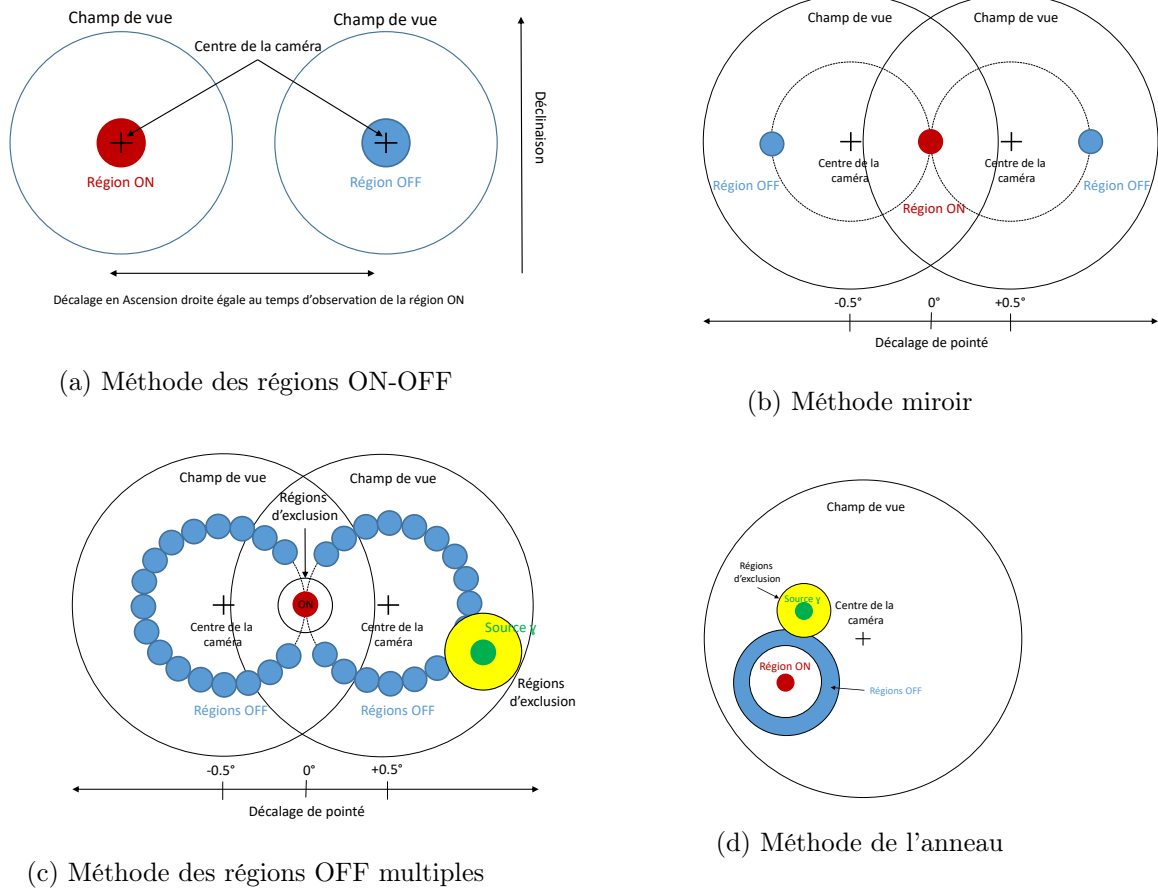 Champ de vue
Champ de vue
Centre de la caméra
Région ON
Région OFF
Déclinaison
Décalage en Ascension droite égale au temps d'observation de la région ON
(a) Méthode des régions ON-OFF
Champ de vue
Champ de vue
Centre de la
caméra
Centre de la
caméra
Région OFF
Région OFF
Région ON
-0.5°
0°
+0.5°
Décalage de pointé
(b) Méthode miroir
Champ de vue
Champ de vue
Régions
d'exclusion
ON
Centre de la
caméra
Centre de la
caméra
Source γ
Régions
d'exclusion
Régions OFF
Régions OFF
-0.5°
0°
+0.5°
Décalage de pointé
(c) Méthode des régions OFF multiples
Champ de vue
Régions
d'exclusion
Source γ
Centre de la
caméra
Région ON
Régions OFF
(d) Méthode de l'anneau